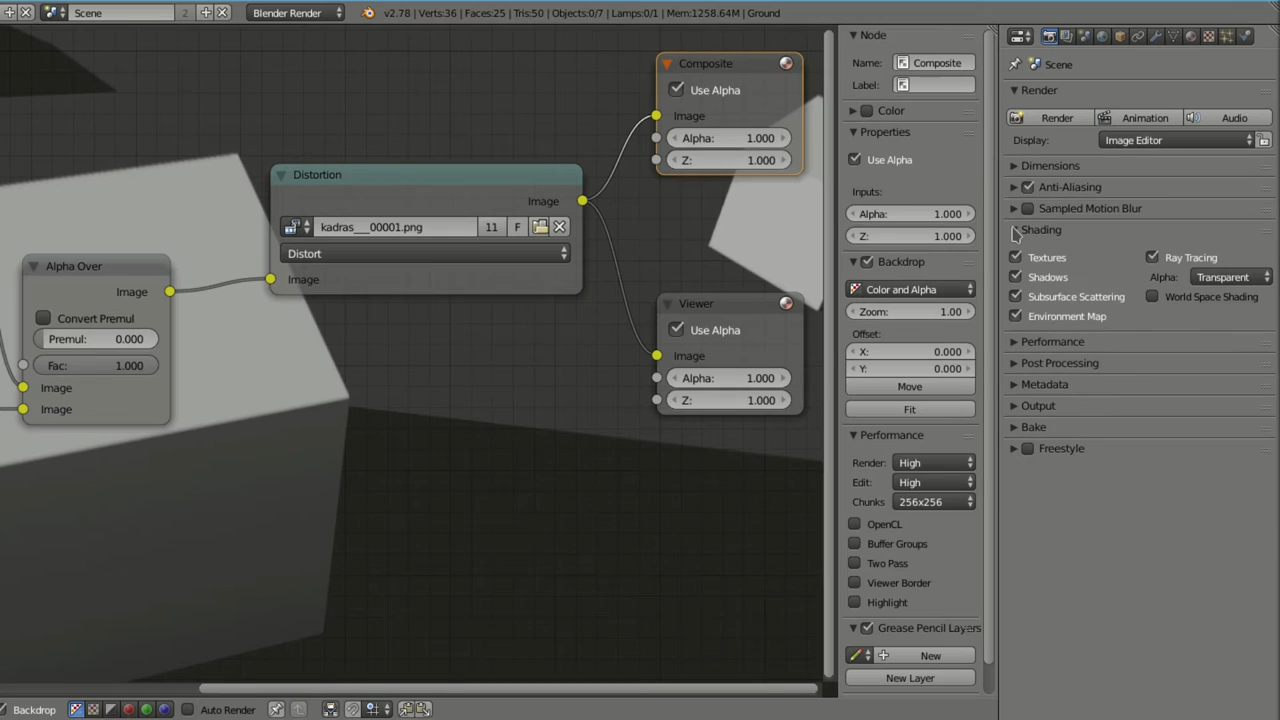 Scene
2
Blender Render
v2.78 | Verts:36 | Faces:25 | Tris:50 | Objects:0/7 | Lamps:0/1 | Mem:1258.64M | Ground
Alpha Over
Image
Convert Premul
Premul: 0.000
Fac: 1.000
Image
Image
Distortion
Image
kadras___00001.png
11
F
Distort
Image
Composite
Use Alpha
Image
Alpha: 1.000
Z: 1.000
Viewer
Use Alpha
Image
Alpha: 1.000
Z: 1.000
Node
Name: Composite
Label:
Color
Properties
Use Alpha
Inputs:
Alpha: 1.000
Z: 1.000
Backdrop
Color and Alpha
Zoom: 1.00
Offset:
X: 0.000
Y: 0.000
Move
Fit
Performance
Render: High
Edit: High
Chunks 256x256
OpenCL
Buffer Groups
Two Pass
Viewer Border
Highlight
Grease Pencil Layers
New
New Layer
Scene
Render
Render Animation Audio
Display: Image Editor
Dimensions
Anti-Aliasing
Sampled Motion Blur
Shading
Textures Ray Tracing
Shadows Alpha: Transparent
Subsurface Scattering World Space Shading
Environment Map
Performance
Post Processing
Metadata
Output
Bake
Freestyle
Backdrop
Auto Render